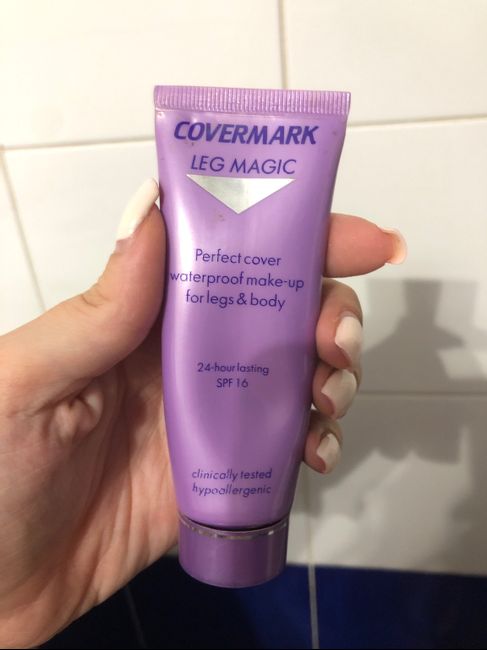 COVERMARK
LEG MAGIC
Perfect cover
waterproof make-up
for legs & body
24-hour lasting
SPF 16
clinically tested
hypoallergenic